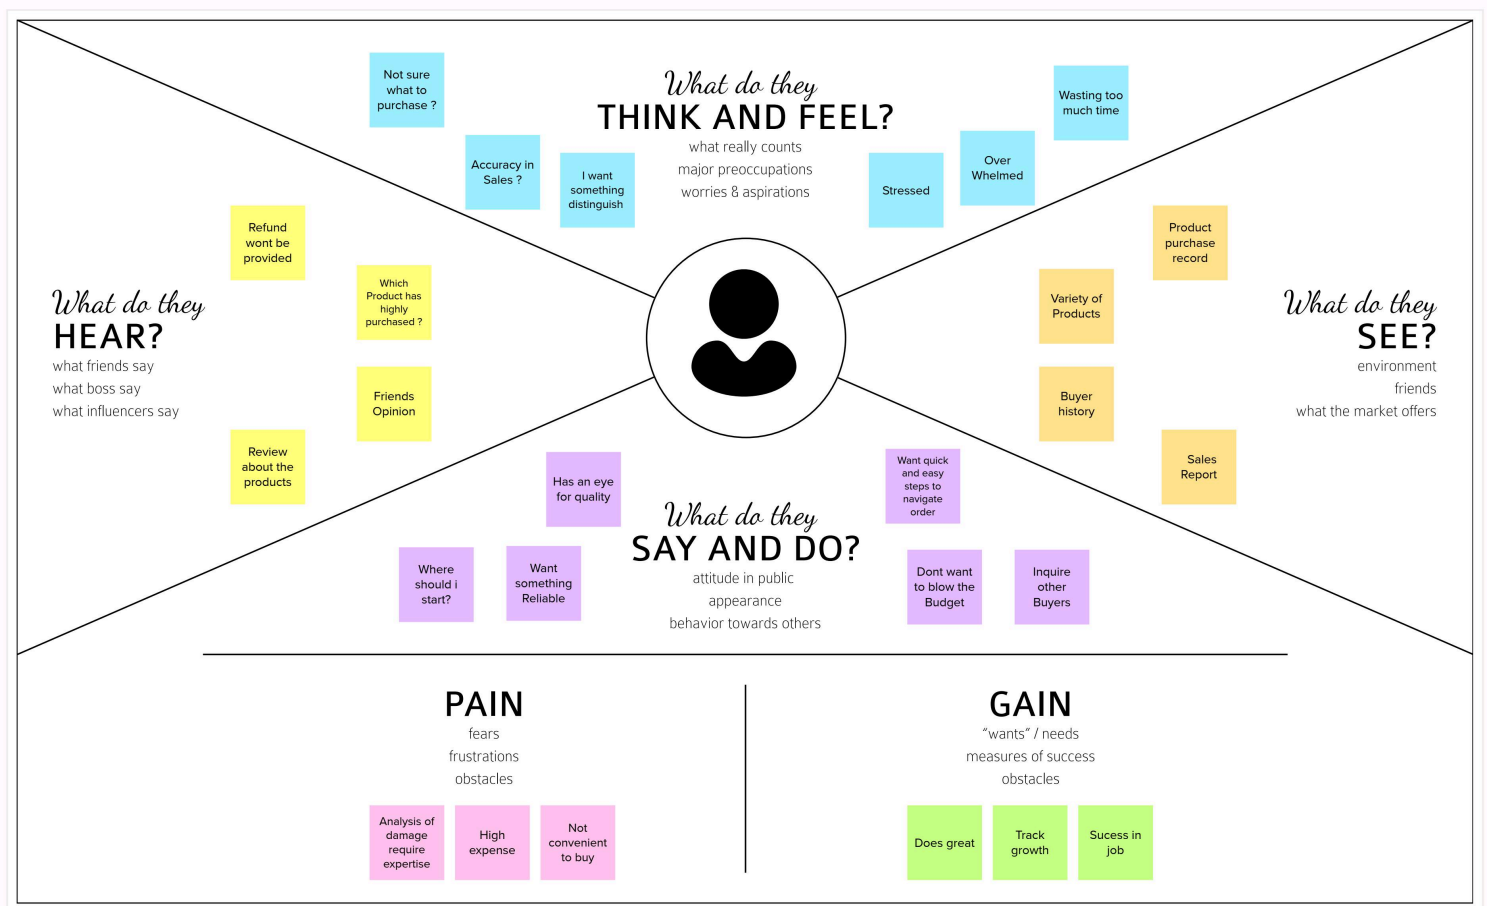 What do they
THINK AND FEEL?
what really counts
major preoccupations
worries & aspirations
Not sure
what to
purchase ?
Accuracy in
Sales ?
I want
something
distinguish
Stressed
Over
Whelmed
Wasting too
much time
What do they
HEAR?
what friends say
what boss say
what influencers say
Refund
wont be
provided
Which
Product has
highly
purchased ?
Friends
Opinion
Review
about the
products
What do they
SEE?
environment
friends
what the market offers
Product
purchase
record
Variety of
Products
Buyer
history
Sales
Report
What do they
SAY AND DO?
attitude in public
appearance
behavior towards others
Has an eye
for quality
Where
should i
start?
Want
something
Reliable
Want quick
and easy
steps to
navigate
order
Dont want
to blow the
Budget
Inquire
other
Buyers
PAIN
fears
frustrations
obstacles
Analysis of
damage
require
expertise
High
expense
Not
convenient
to buy
GAIN
“wants” / needs
measures of success
obstacles
Does great
Track
growth
Sucess in
job